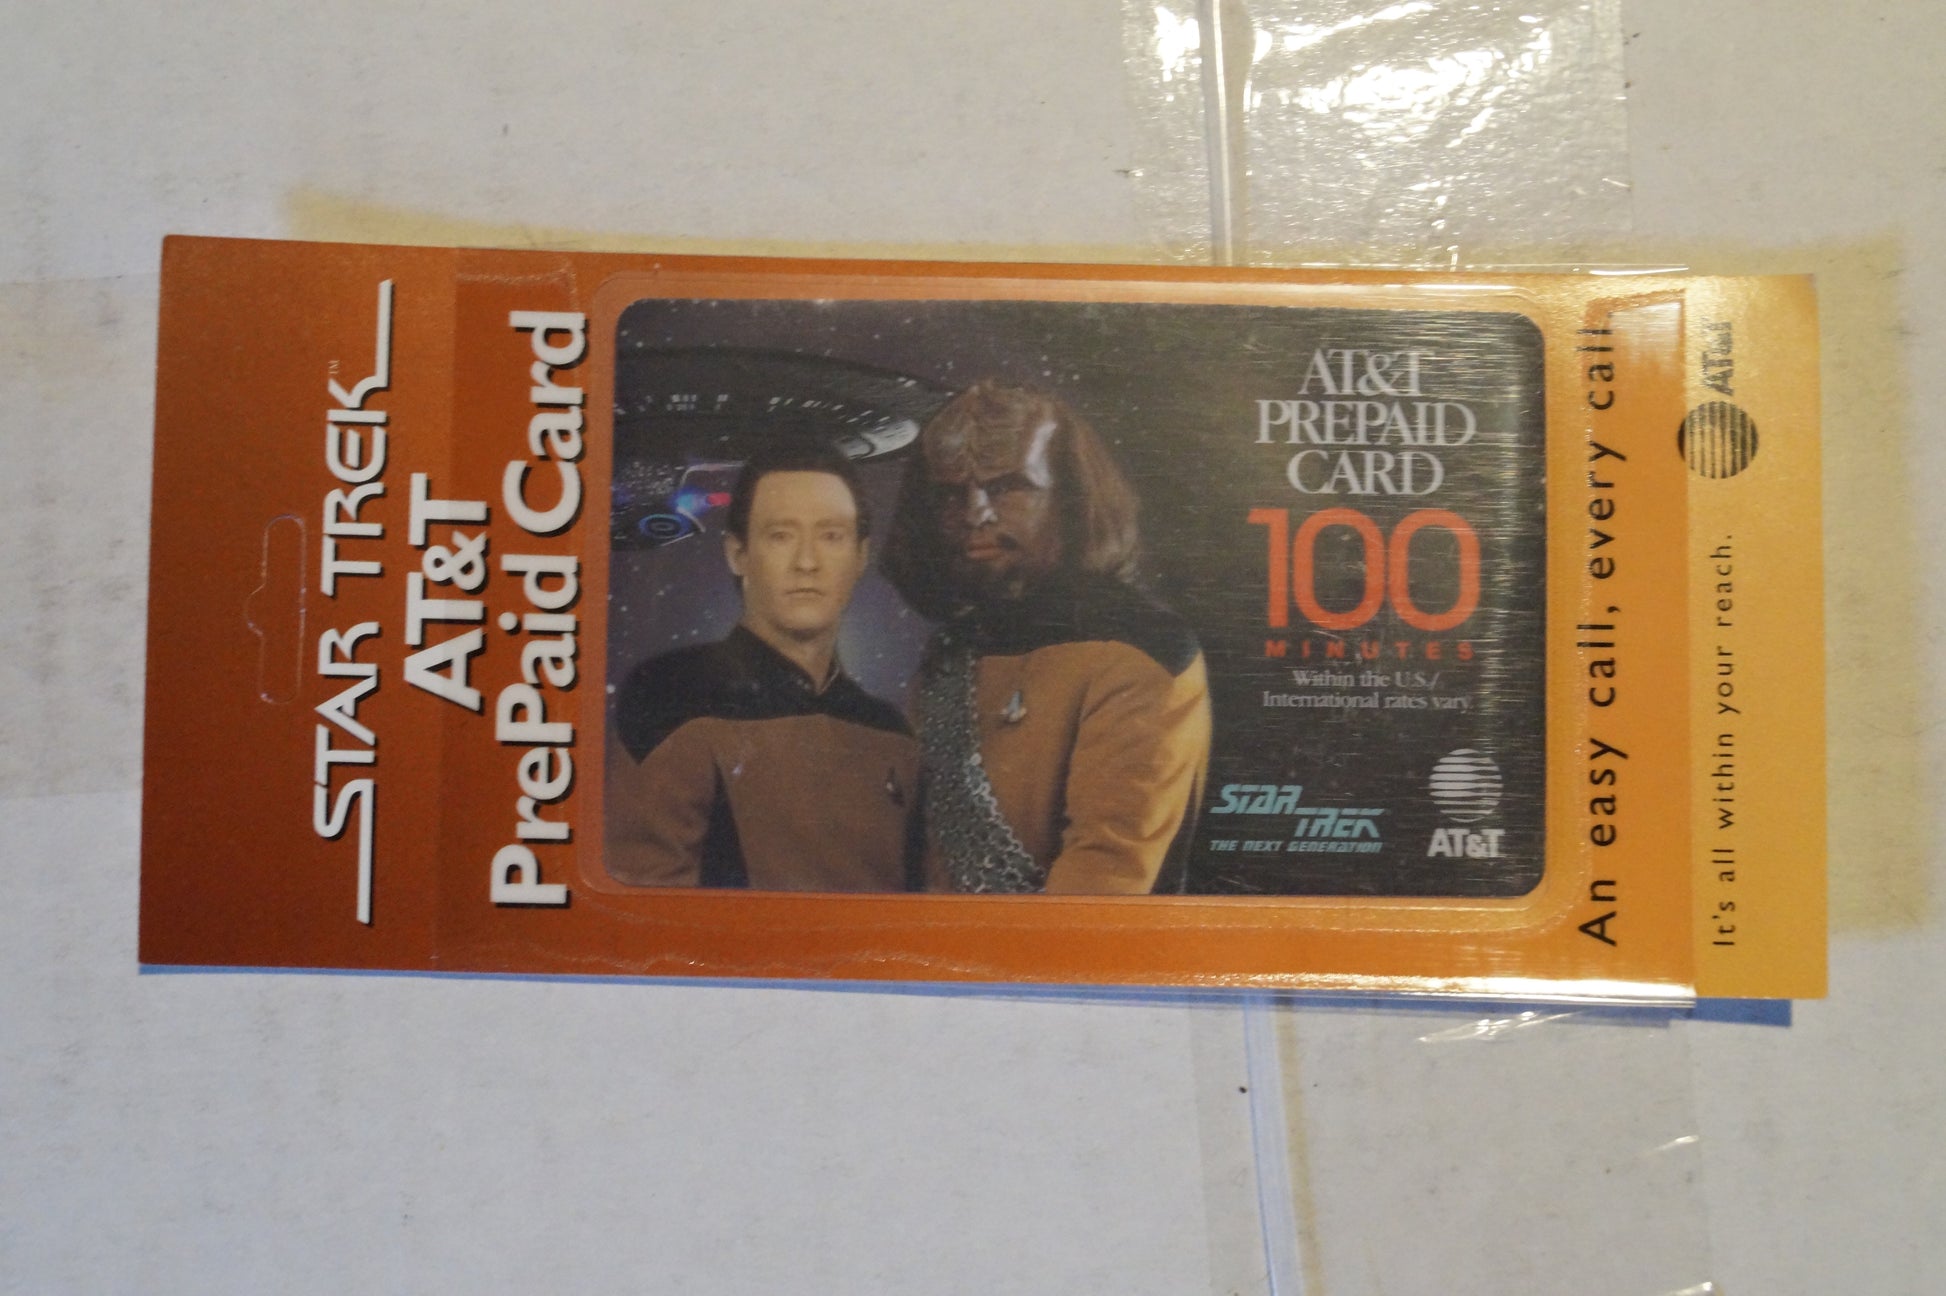 STAR TREK™
AT&T
PrePaid Card
AT&T
PREPAID
CARD
100
MINUTES
Within the U.S./
International rates vary.
STAR
TREK
THE NEXT GENERATION
AT&T
An easy call, every call.
It's all within your reach.
AT&T